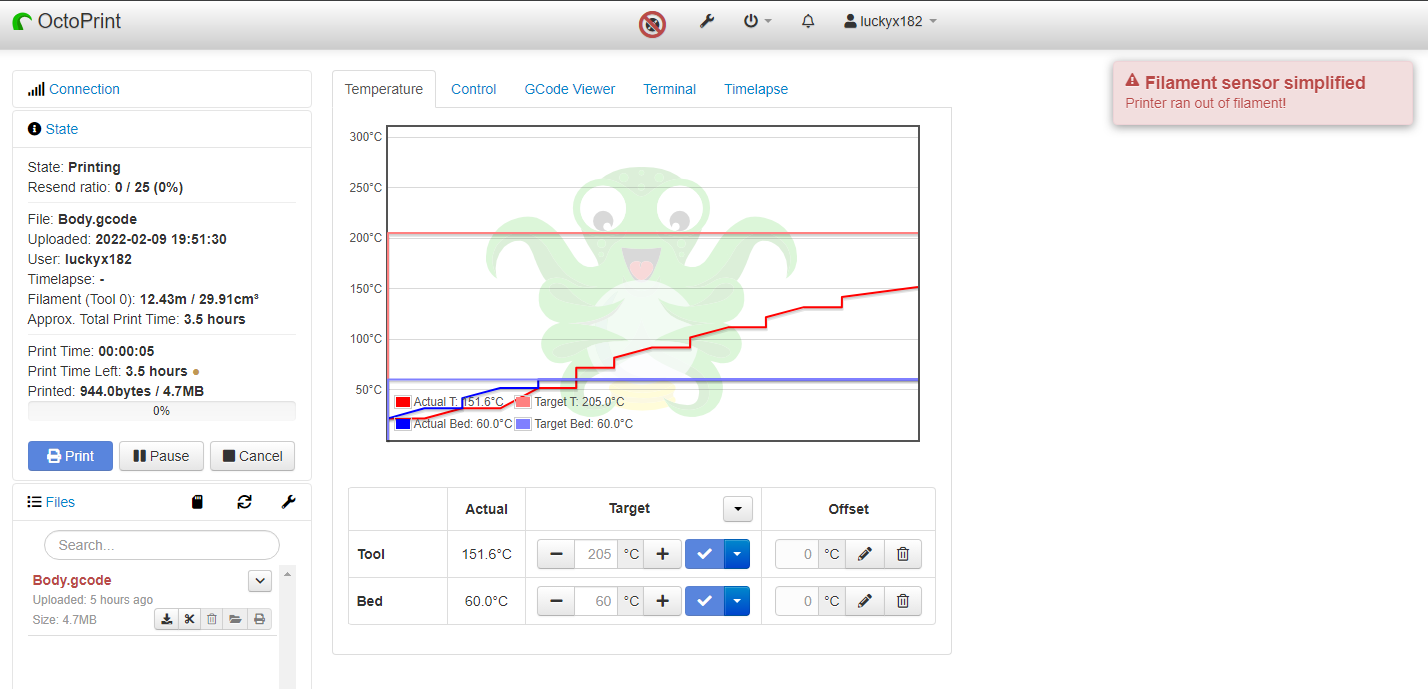 OctoPrint
luckyx182
Connection
State
State: Printing
Resend ratio: 0 / 25 (0%)
File: Body.gcode
Uploaded: 2022-02-09 19:51:30
User: luckyx182
Timelapse: -
Filament (Tool 0): 12.43m / 29.91cm³
Approx. Total Print Time: 3.5 hours
Print Time: 00:00:05
Print Time Left: 3.5 hours
Printed: 944.0bytes / 4.7MB
0%
Print Pause Cancel
Files
Search...
Body.gcode
Uploaded: 5 hours ago
Size: 4.7MB
Temperature Control GCode Viewer Terminal Timelapse
300°C
250°C
200°C
150°C
100°C
50°C
Actual T: 151.6°C Target T: 205.0°C
Actual Bed: 60.0°C Target Bed: 60.0°C
Actual Target Offset
Tool 151.6°C 205 °C 0 °C
Bed 60.0°C 60 °C 0 °C
Filament sensor simplified
Printer ran out of filament!